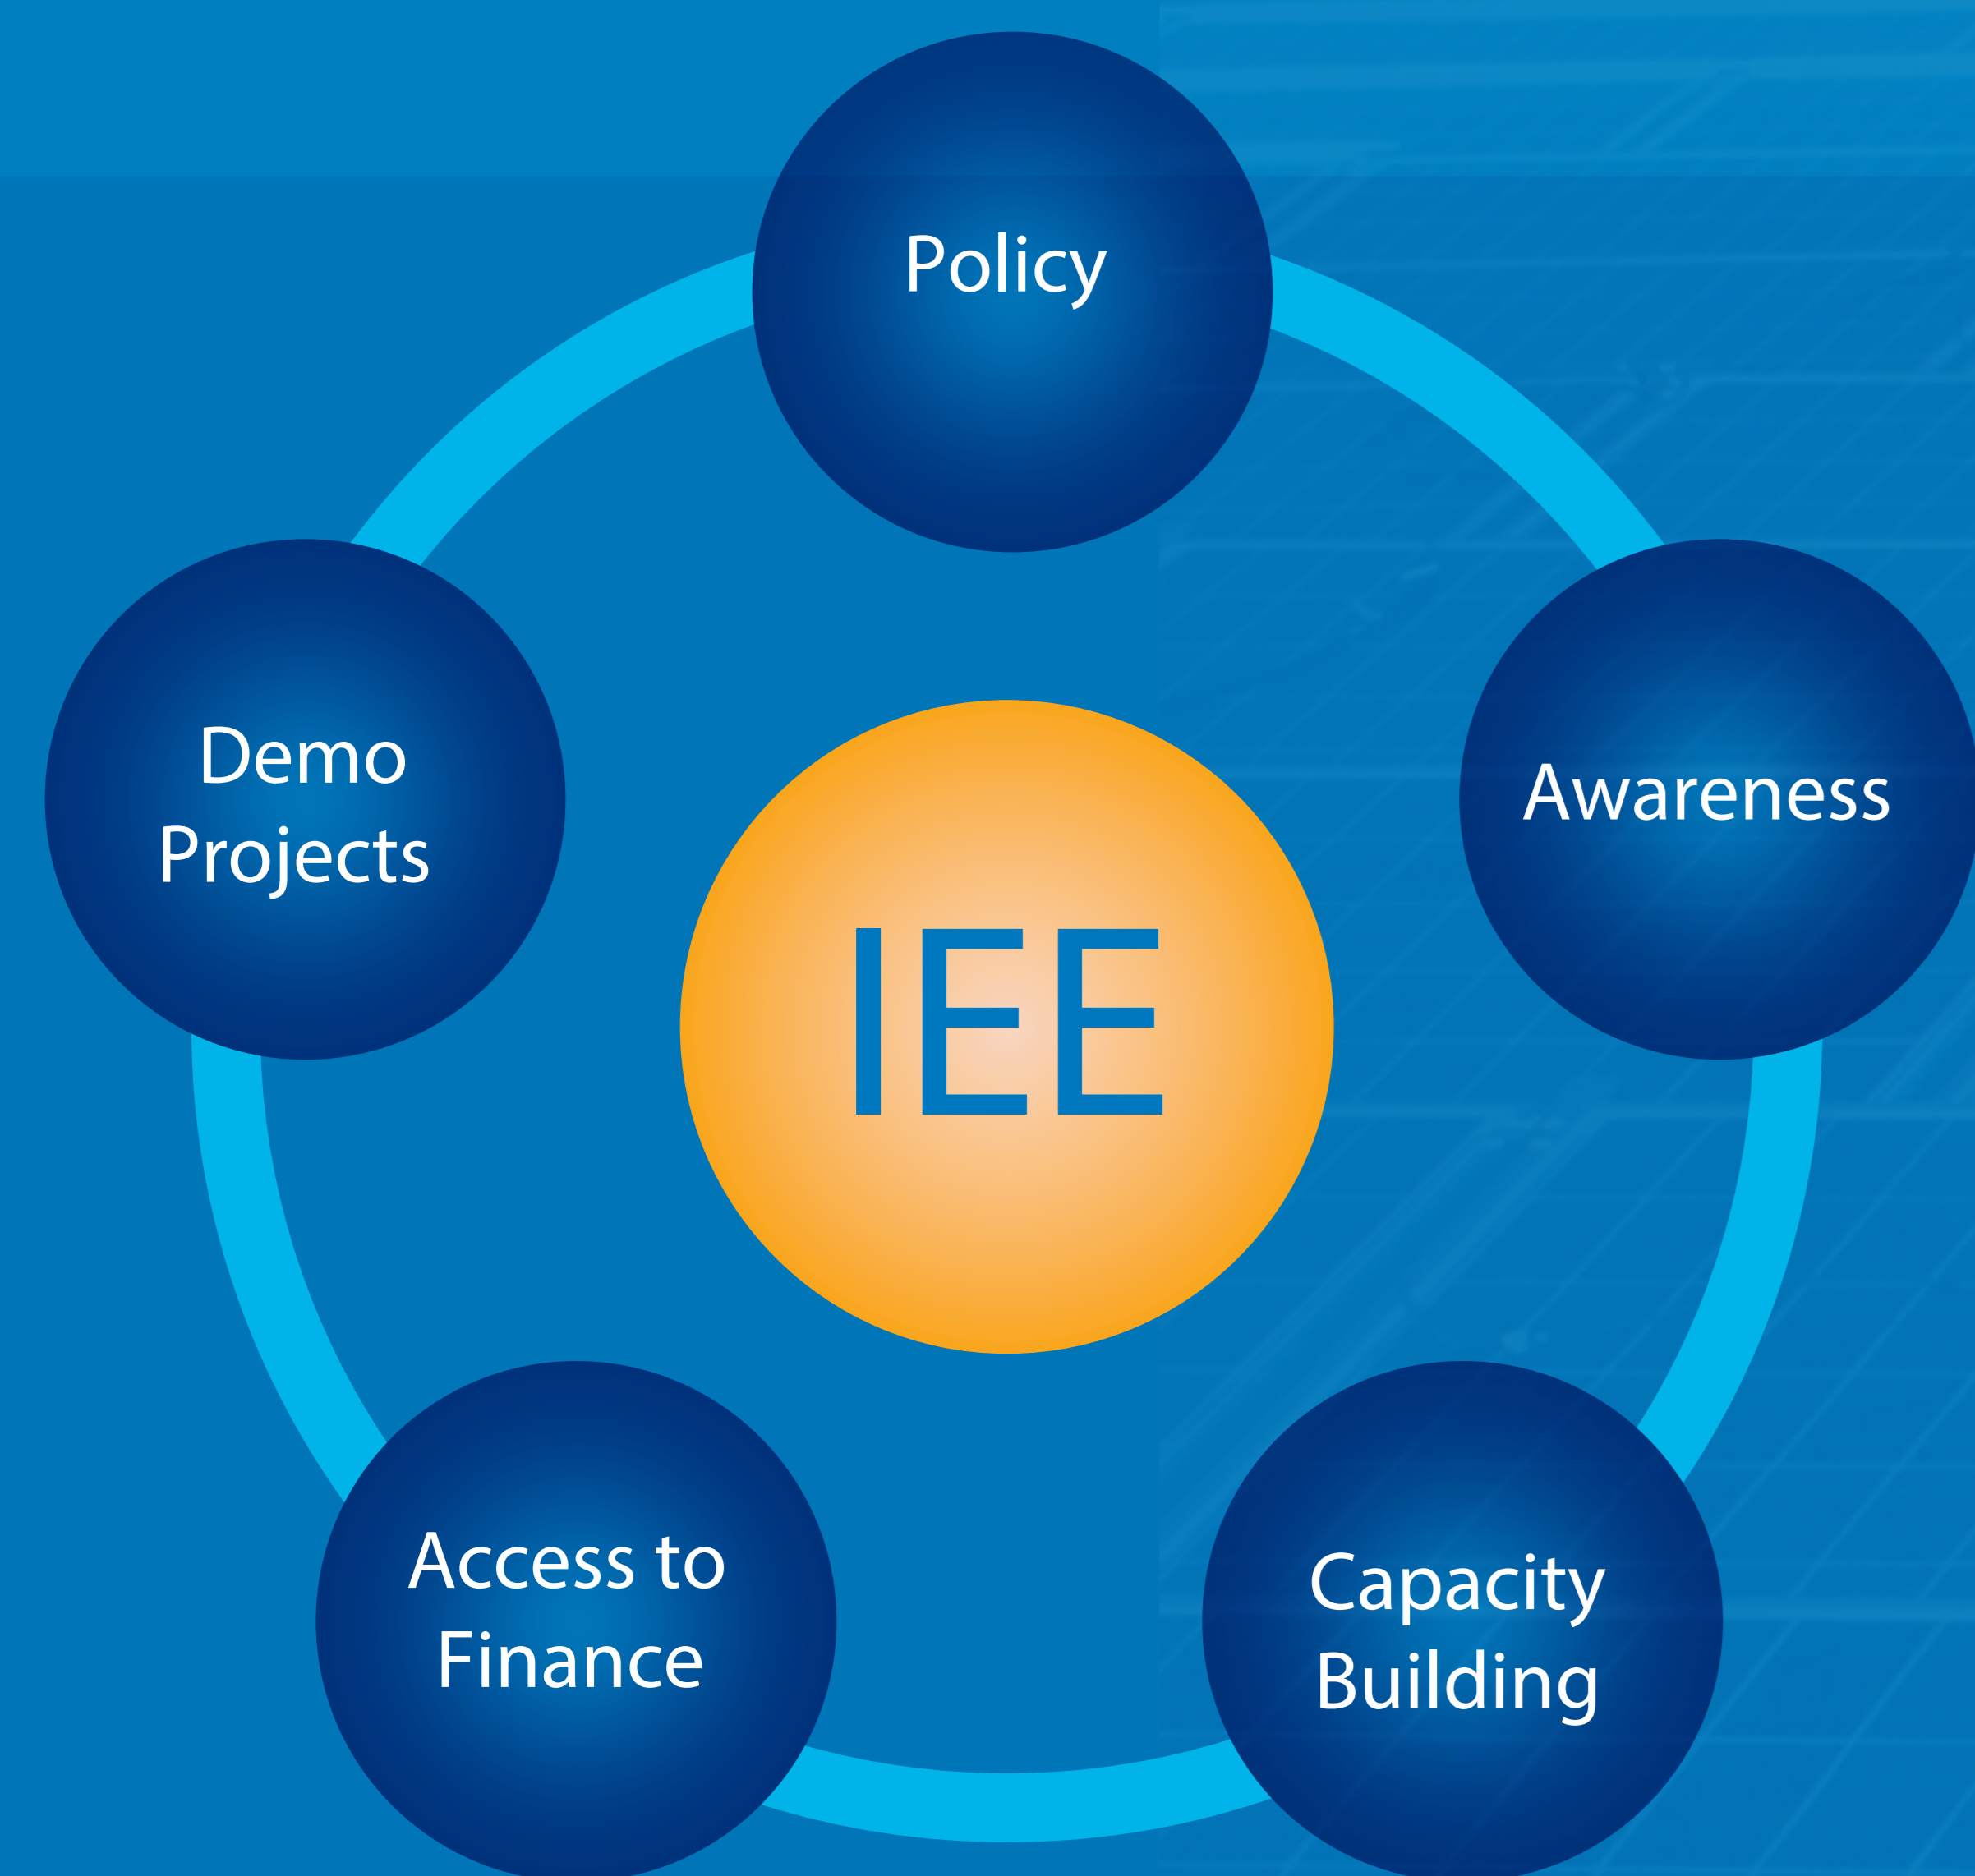 Policy
Awareness
Capacity
Building
Access to
Finance
Demo
Projects
IEE